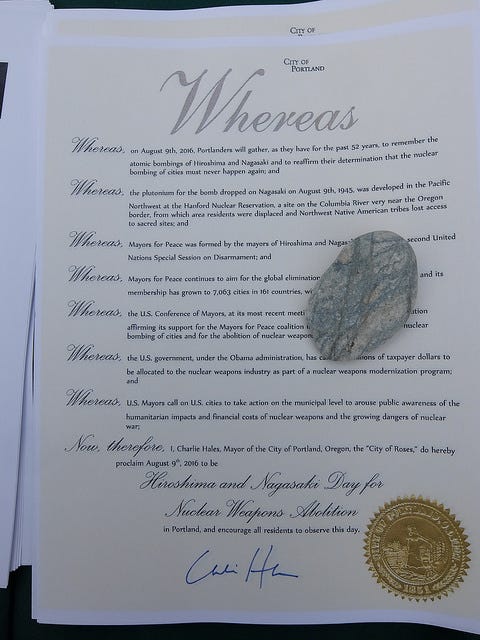 CITY OF
CITY OF
PORTLAND
Whereas
Whereas, on August 9th, 2016, Portlanders will gather, as they have for the past 52 years, to remember the
atomic bombings of Hiroshima and Nagasaki and to reaffirm their determination that the nuclear
bombing of cities must never happen again; and
Whereas, the plutonium for the bomb dropped on Nagasaki on August 9th, 1945, was developed in the Pacific
Northwest at the Hanford Nuclear Reservation, a site on the Columbia River very near the Oregon
border, from which area residents were displaced and Northwest Native American tribes lost access
to sacred sites; and
Whereas, Mayors for Peace was formed by the mayors of Hiroshima and Nagas second United
Nations Special Session on Disarmament; and
Whereas, Mayors for Peace continues to aim for the global elimination and its
membership has grown to 7,063 cities in 161 countries,
Whereas, the U.S. Conference of Mayors, at its most recent
affirming its support for the Mayors for Peace coalition nuclear
bombing of cities and for the abolition of nuclear weapon
Whereas, the U.S. government, under the Obama administration, has of taxpayer dollars to
be allocated to the nuclear weapons industry as part of a nuclear weapons modernization program;
and
Whereas, U.S. Mayors call on U.S. cities to take action on the municipal level to arouse public awareness of the
humanitarian impacts and financial costs of nuclear weapons and the growing dangers of nuclear
war;
Now, therefore, I, Charlie Hales, Mayor of the City of Portland, Oregon, the "City of Roses," do hereby
proclaim August 9th, 2016 to be
Hiroshima and Nagasaki Day for
Nuclear Weapons Abolition
in Portland, and encourage all residents to observe this day.
1851